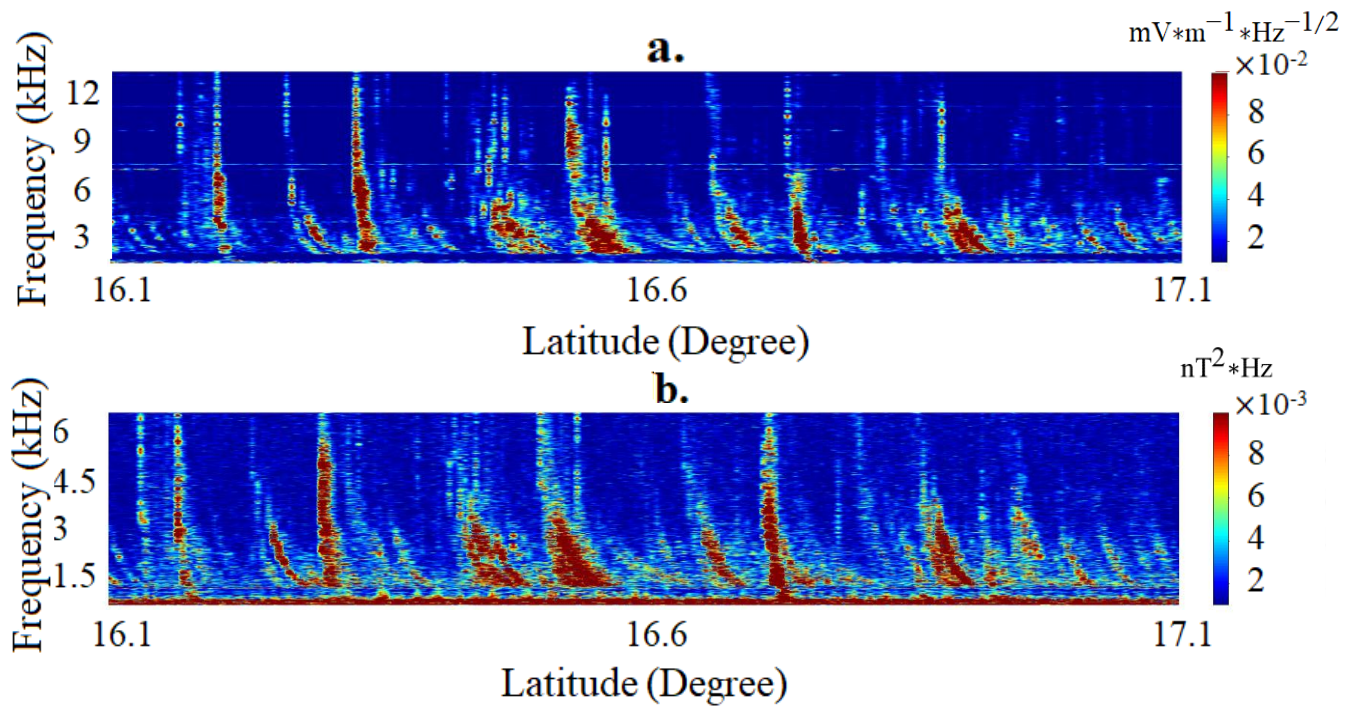 a.
mV*m⁻¹*Hz⁻¹/²
×10⁻²
Frequency (kHz)
12
9
6
3
8
6
4
2
16.1 16.6 17.1
Latitude (Degree)
b.
nT²*Hz
×10⁻³
Frequency (kHz)
6
4.5
3
1.5
8
6
4
2
16.1 16.6 17.1
Latitude (Degree)